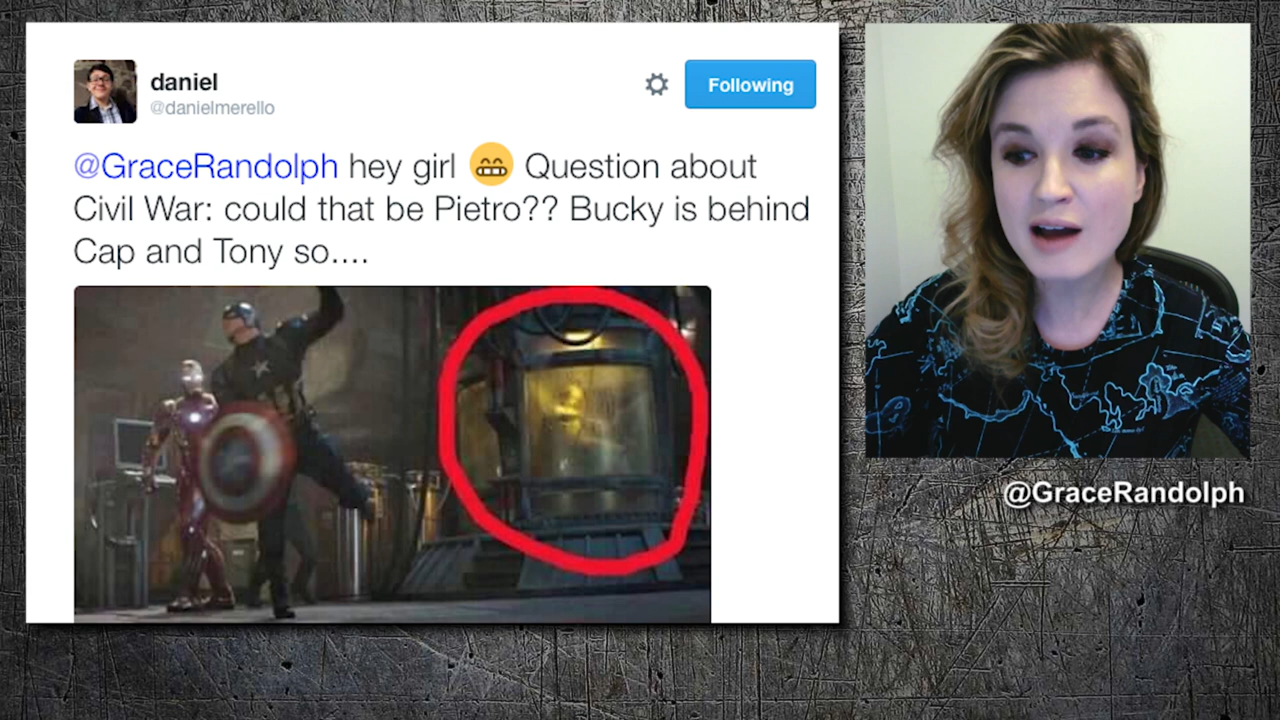 daniel
@danielmerello
Following
@GraceRandolph hey girl 😁 Question about
Civil War: could that be Pietro?? Bucky is behind
Cap and Tony so....
@GraceRandolph